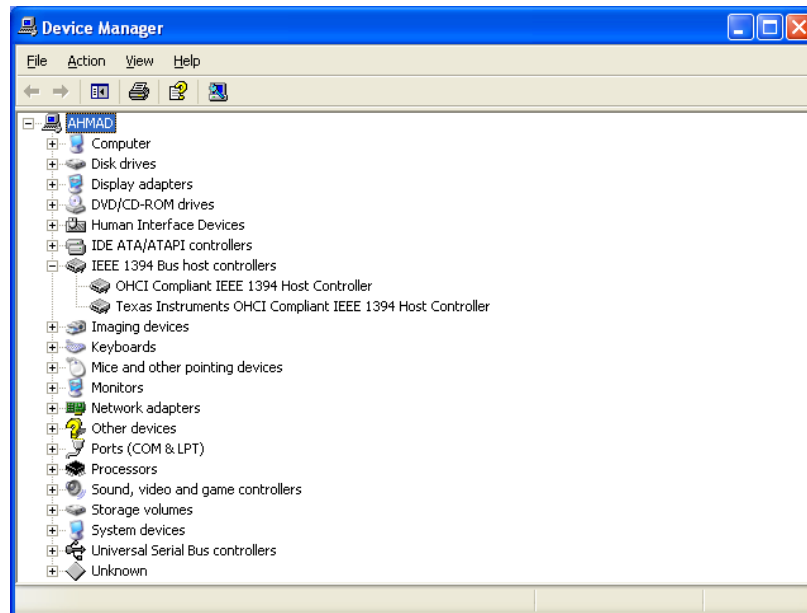 Device Manager
File Action View Help
AHMAD
Computer
Disk drives
Display adapters
DVD/CD-ROM drives
Human Interface Devices
IDE ATA/ATAPI controllers
IEEE 1394 Bus host controllers
OHCI Compliant IEEE 1394 Host Controller
Texas Instruments OHCI Compliant IEEE 1394 Host Controller
Imaging devices
Keyboards
Mice and other pointing devices
Monitors
Network adapters
Other devices
Ports (COM & LPT)
Processors
Sound, video and game controllers
Storage volumes
System devices
Universal Serial Bus controllers
Unknown